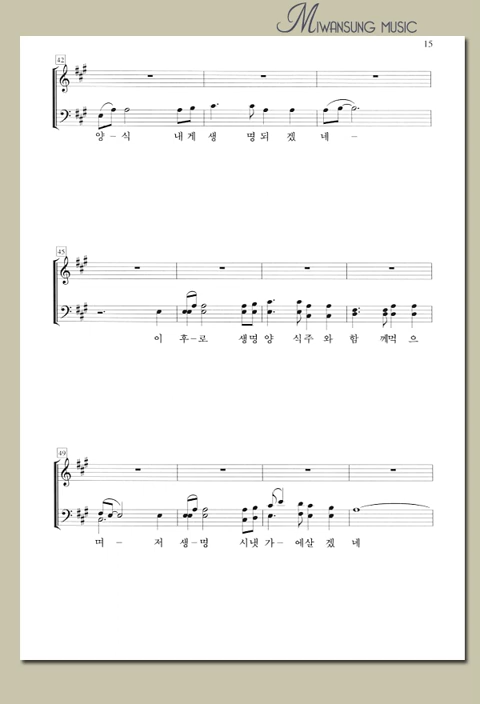 MIWANSUNG MUSIC
15
42
양-식 내게 생 명되 겠 네-
45
이 후-로 생명양 식주 와 함 께먹 으
49
며- 저 생-명 시냇가-에살 겠 네